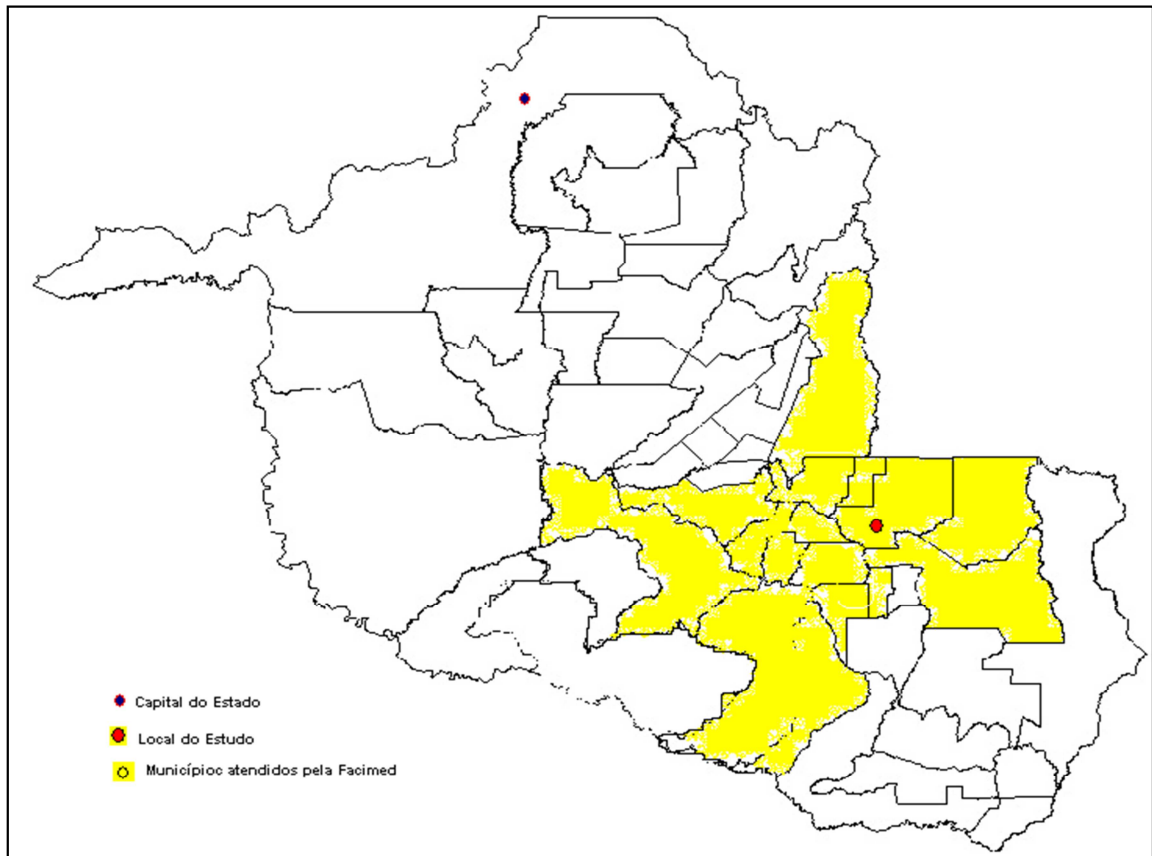 Capital do Estado
Local do Estudo
Municípioc atendidos pela Facimed